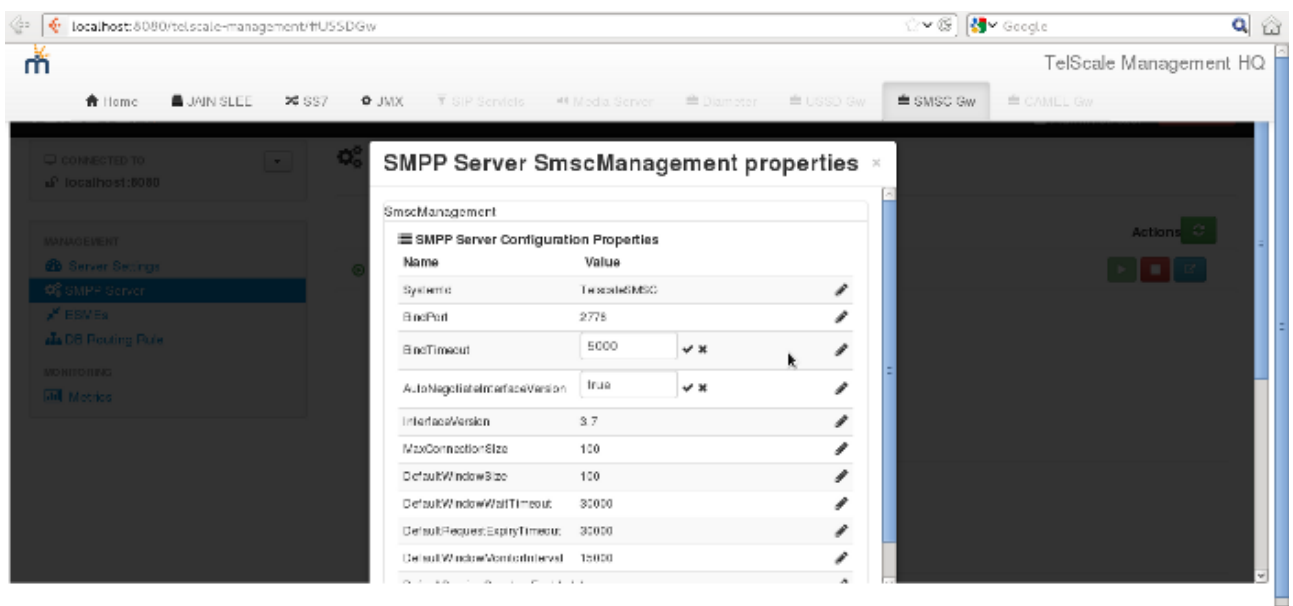 localhost:8080/telscale-management/#USSDGw
Google
TelScale Management HQ
Home JAIN SLEE SS7 JMX SIP Servlets Media Server Diameter USSD Gw SMSC Gw CAMEL Gw
CONNECTED TO
localhost:8080
SMPP Server SmscManagement properties ×
SmscManagement
MANAGEMENT
Server Settings
SMPP Server
ESMEs
DB Routing Rule
MONITORING
Metrics
Actions
SMPP Server Configuration Properties
Name Value
SystemId TelscaleSMSC
BindPort 2776
BindTimeout 5000
AutoNegotiateInterfaceVersion true
InterfaceVersion 3.7
MaxConnectionSize 100
DefaultWindowSize 100
DefaultWindowWaitTimeout 30000
DefaultRequestExpiryTimeout 30000
DefaultWindowMonitorInterval 15000